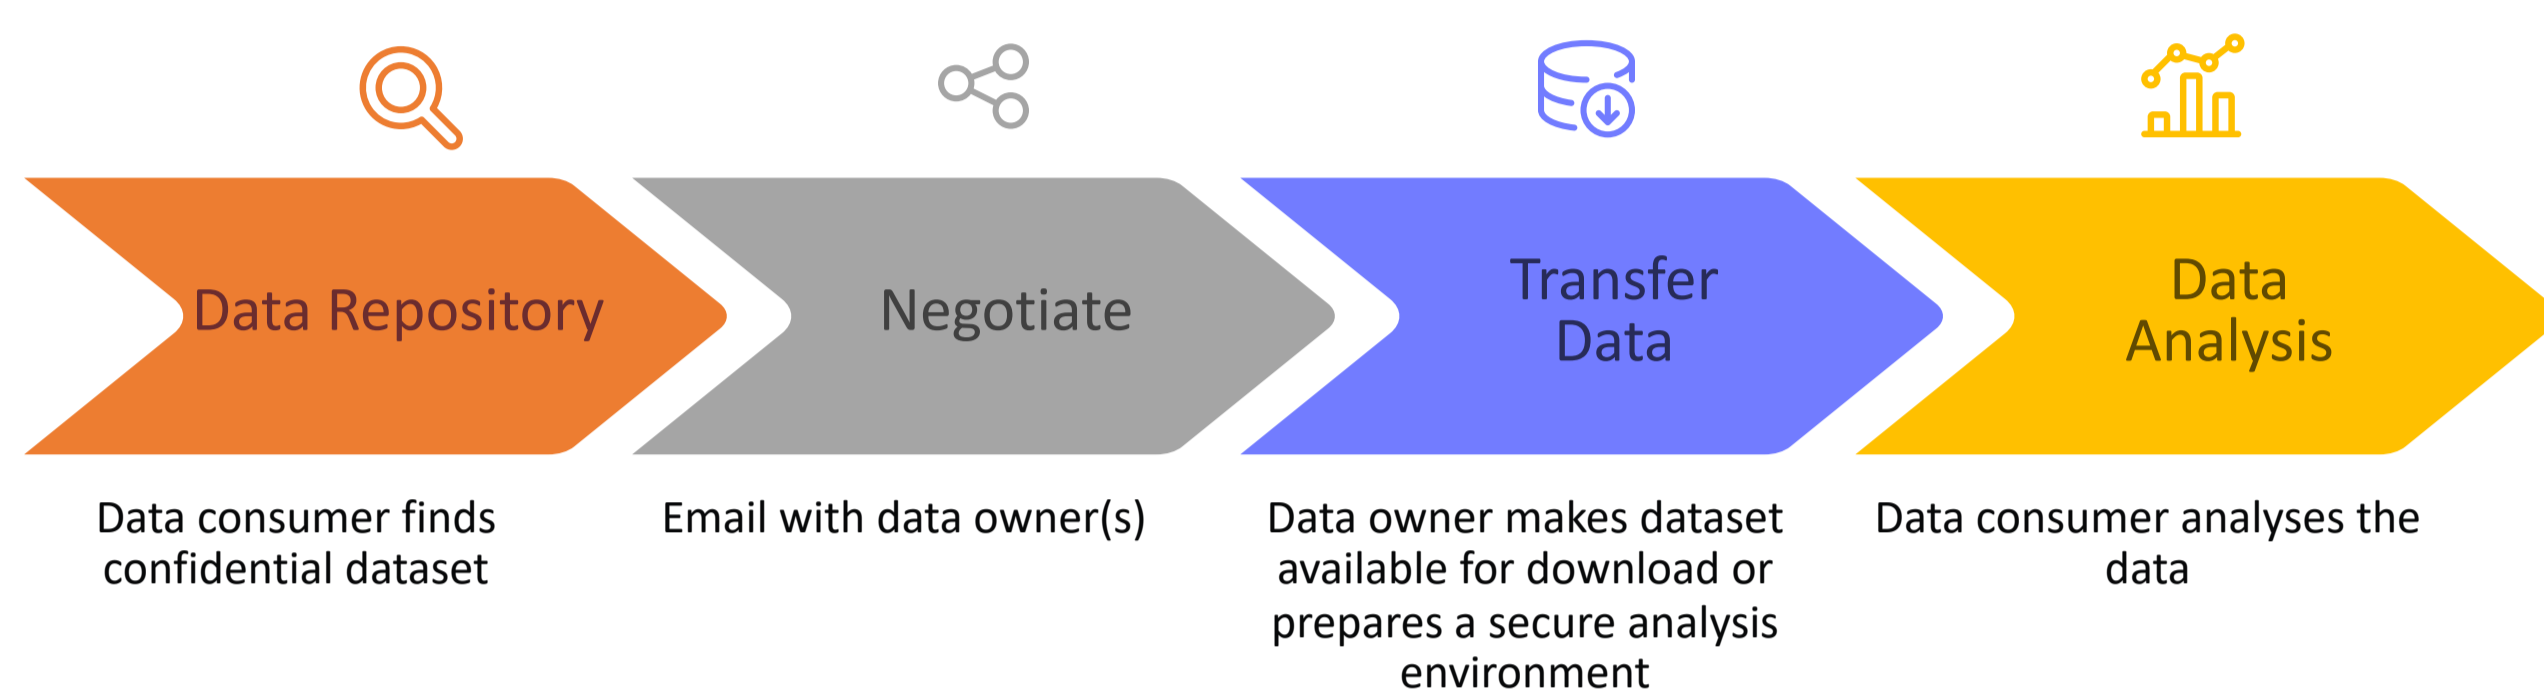 Data Repository
Negotiate
Transfer
Data
Data
Analysis
Data consumer finds
confidential dataset
Email with data owner(s)
Data owner makes dataset
available for download or
prepares a secure analysis
environment
Data consumer analyses the
data